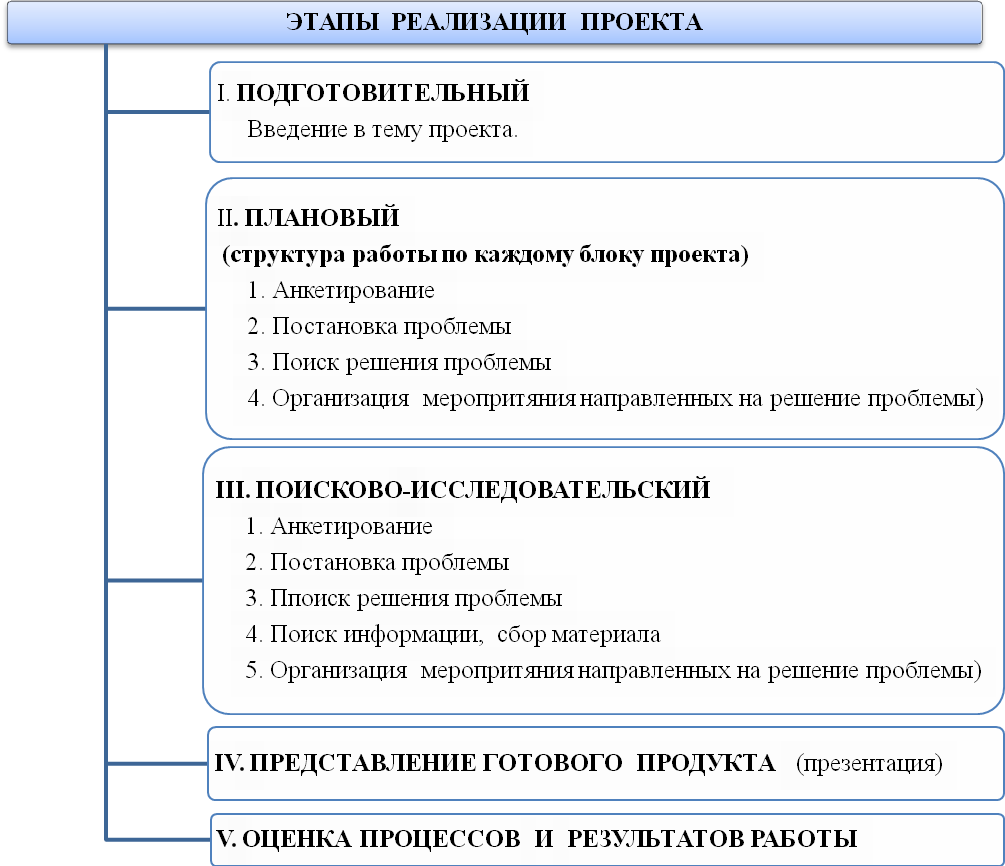 ЭТАПЫ РЕАЛИЗАЦИИ ПРОЕКТА
I. ПОДГОТОВИТЕЛЬНЫЙ
Введение в тему проекта.
II. ПЛАНОВЫЙ
(структура работы по каждому блоку проекта)
1. Анкетирование
2. Постановка проблемы
3. Поиск решения проблемы
4. Организация меропритяния направленных на решение проблемы)
III. ПОИСКОВО-ИССЛЕДОВАТЕЛЬСКИЙ
1. Анкетирование
2. Постановка проблемы
3. Ппоиск решения проблемы
4. Поиск информации, сбор материала
5. Организация меропритяния направленных на решение проблемы)
IV. ПРЕДСТАВЛЕНИЕ ГОТОВОГО ПРОДУКТА (презентация)
V. ОЦЕНКА ПРОЦЕССОВ И РЕЗУЛЬТАТОВ РАБОТЫ